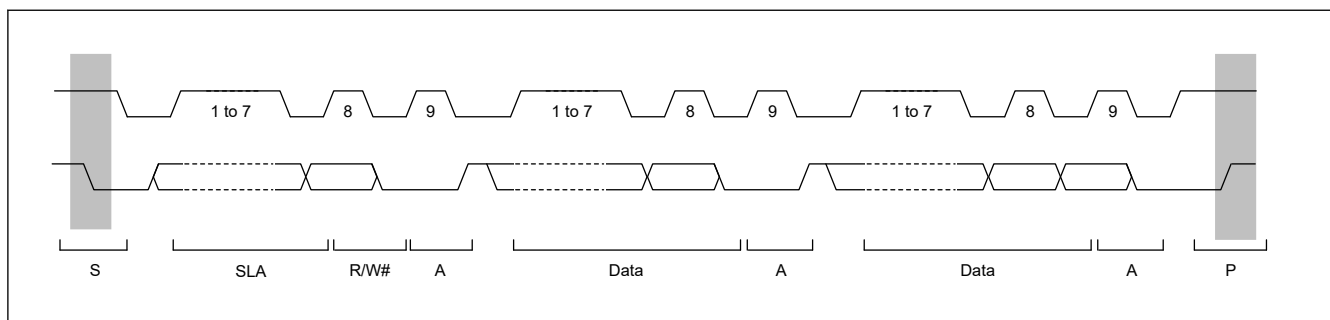 1 to 7 8 9 1 to 7 8 9 1 to 7 8 9
S SLA R/W# A Data A Data A P